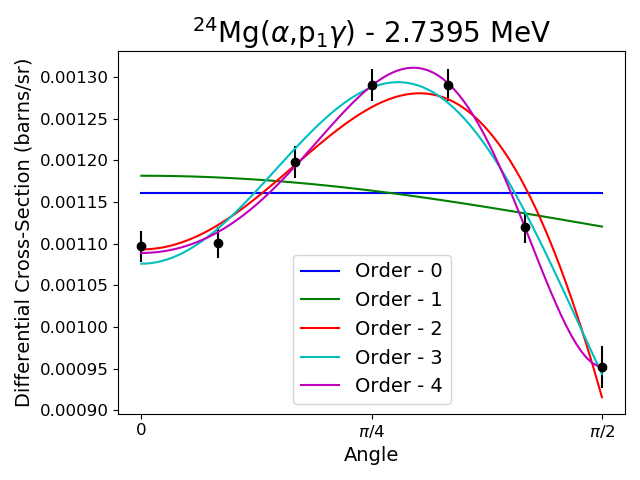 ²⁴Mg(α,p₁γ) - 2.7395 MeV
Differential Cross-Section (barns/sr)
0.00130
0.00125
0.00120
0.00115
0.00110
0.00105
0.00100
0.00095
0.00090
Order - 0
Order - 1
Order - 2
Order - 3
Order - 4
0 π/4 π/2
Angle